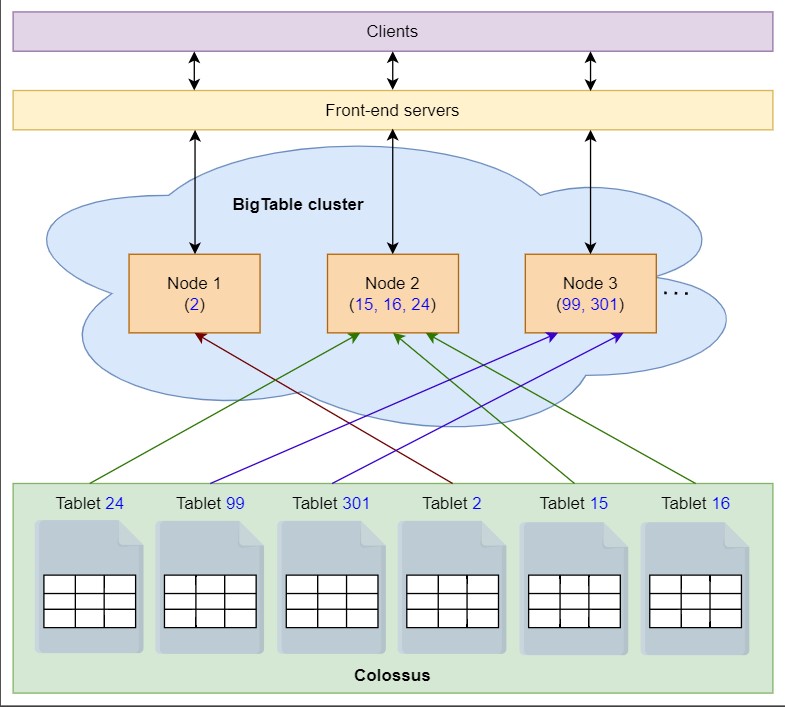 Clients
Front-end servers
BigTable cluster
Node 1
(2)
Node 2
(15, 16, 24)
Node 3
(99, 301)
...
Tablet 24
Tablet 99
Tablet 301
Tablet 2
Tablet 15
Tablet 16
Colossus